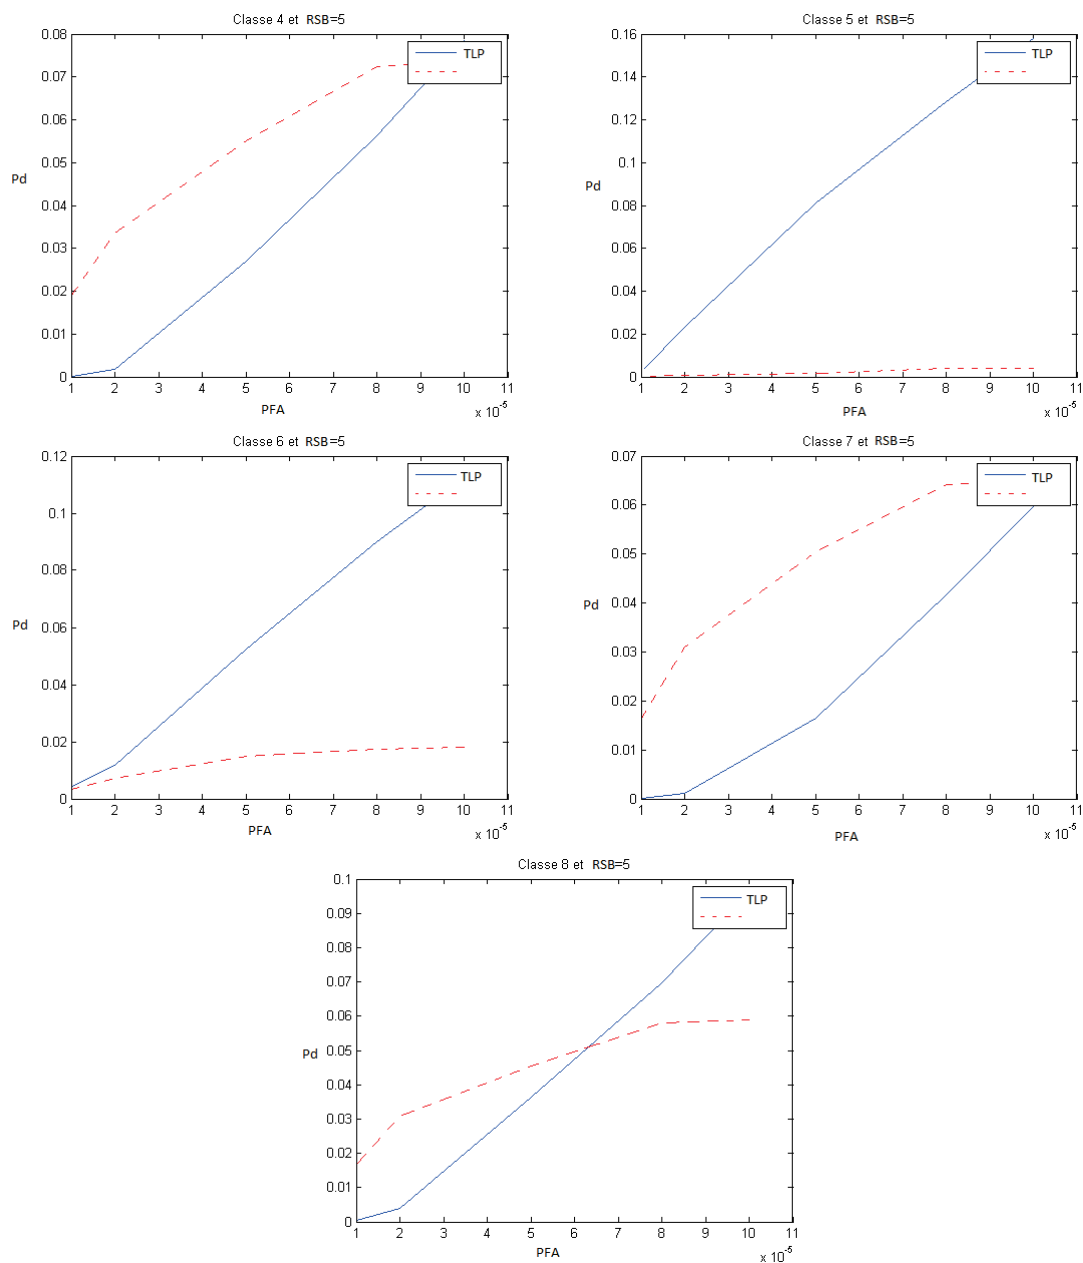 Classe 4 et RSB=5
0.08
0.07
0.06
0.05
0.04
0.03
0.02
0.01
0
Pd
TLP
1 2 3 4 5 6 7 8 9 10 11
x 10-5
PFA
Classe 5 et RSB=5
0.16
0.14
0.12
0.1
0.08
0.06
0.04
0.02
0
Pd
TLP
1 2 3 4 5 6 7 8 9 10 11
x 10-5
PFA
Classe 6 et RSB=5
0.12
0.1
0.08
0.06
0.04
0.02
0
Pd
TLP
1 2 3 4 5 6 7 8 9 10 11
x 10-5
PFA
Classe 7 et RSB=5
0.07
0.06
0.05
0.04
0.03
0.02
0.01
0
Pd
TLP
1 2 3 4 5 6 7 8 9 10 11
x 10-5
PFA
Classe 8 et RSB=5
0.1
0.09
0.08
0.07
0.06
0.05
0.04
0.03
0.02
0.01
0
Pd
TLP
1 2 3 4 5 6 7 8 9 10 11
x 10-5
PFA